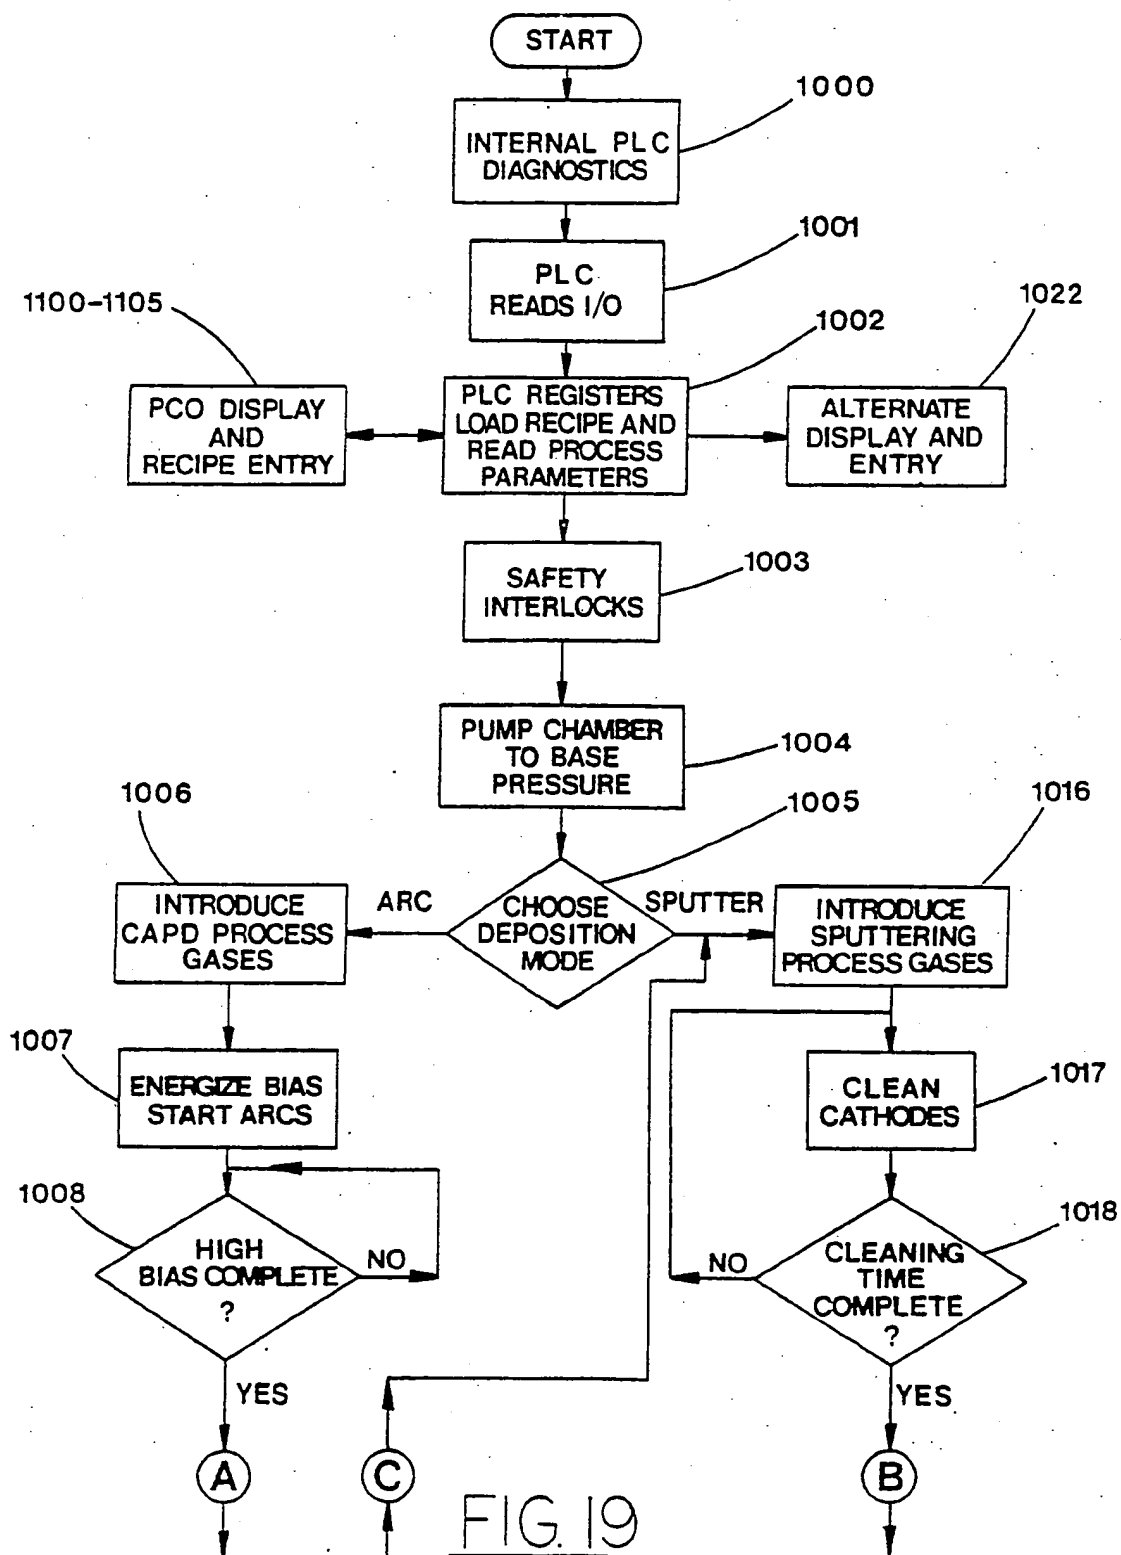 START
1000
INTERNAL PLC
DIAGNOSTICS
1001
PLC
READS I/O
1100-1105
1002
1022
PCO DISPLAY
AND
RECIPE ENTRY
PLC REGISTERS
LOAD RECIPE AND
READ PROCESS
PARAMETERS
ALTERNATE
DISPLAY AND
ENTRY
1003
SAFETY
INTERLOCKS
PUMP CHAMBER
TO BASE
PRESSURE
1004
1006
1005
1016
INTRODUCE
CAPD PROCESS
GASES
ARC
CHOOSE
DEPOSITION
MODE
SPUTTER
INTRODUCE
SPUTTERING
PROCESS GASES
1007
ENERGIZE BIAS
START ARCS
CLEAN
CATHODES
1017
1008
HIGH
BIAS COMPLETE
?
NO
1018
NO
CLEANING
TIME
COMPLETE
?
YES
YES
A
C
B
FIG. 19